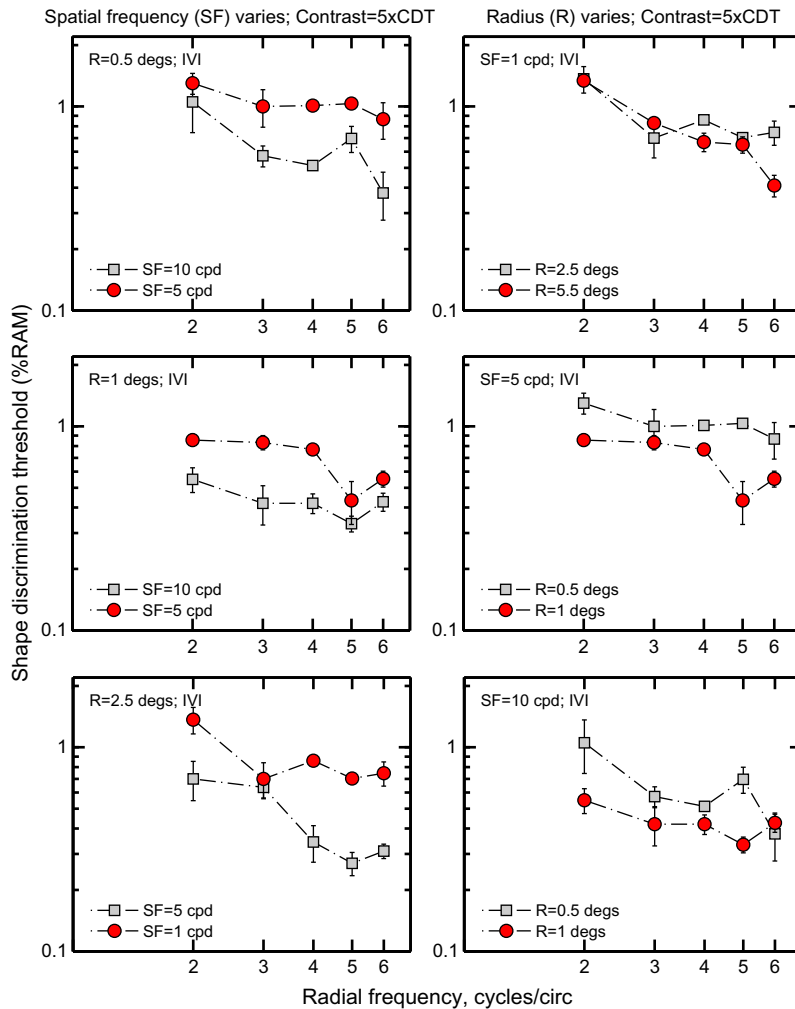 Spatial frequency (SF) varies; Contrast=5xCDT
Radius (R) varies; Contrast=5xCDT
Shape discrimination threshold (%RAM)
R=0.5 degs; IVI
1
0.1
SF=10 cpd
SF=5 cpd
2 3 4 5 6
SF=1 cpd; IVI
1
0.1
R=2.5 degs
R=5.5 degs
2 3 4 5 6
R=1 degs; IVI
1
0.1
SF=10 cpd
SF=5 cpd
2 3 4 5 6
SF=5 cpd; IVI
1
0.1
R=0.5 degs
R=1 degs
2 3 4 5 6
R=2.5 degs; IVI
1
0.1
SF=5 cpd
SF=1 cpd
2 3 4 5 6
SF=10 cpd; IVI
1
0.1
R=0.5 degs
R=1 degs
2 3 4 5 6
Radial frequency, cycles/circ